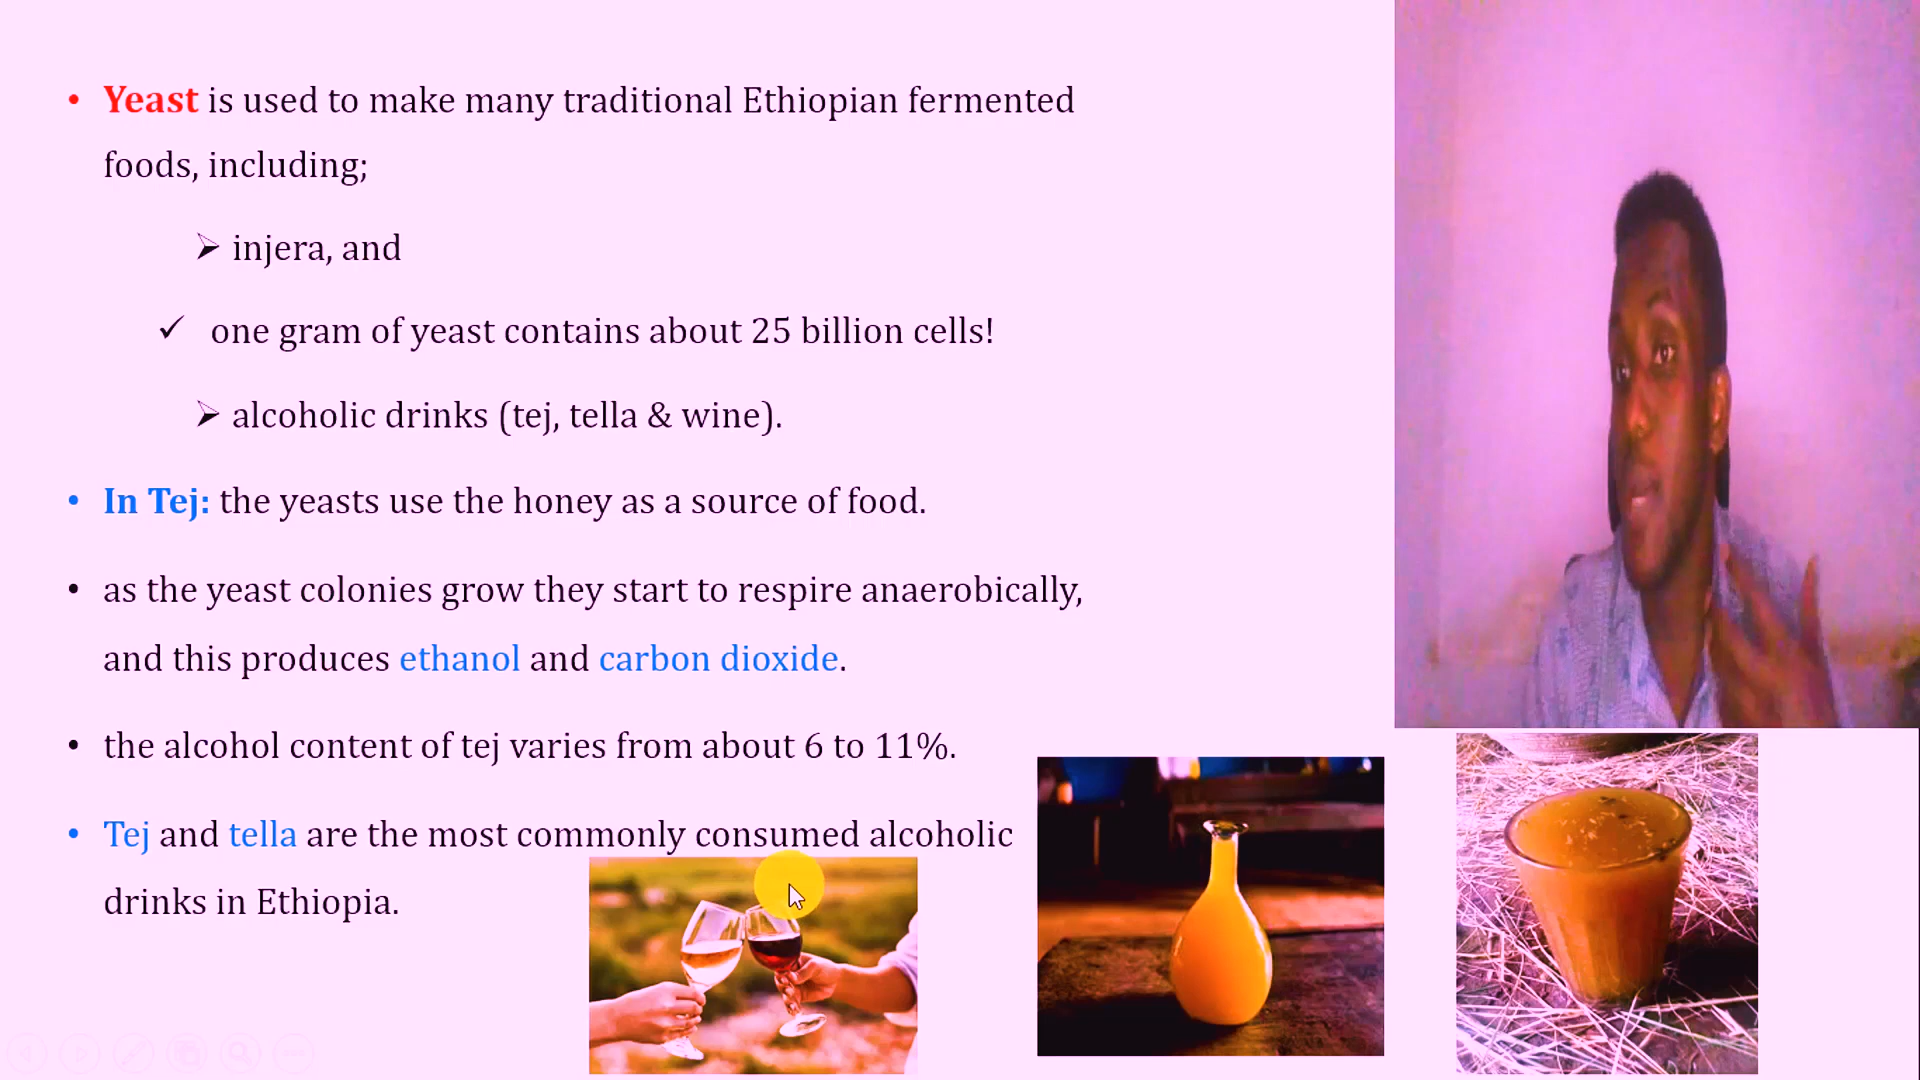 • Yeast is used to make many traditional Ethiopian fermented
foods, including;
➢ injera, and
✓ one gram of yeast contains about 25 billion cells!
➢ alcoholic drinks (tej, tella & wine).
• In Tej: the yeasts use the honey as a source of food.
• as the yeast colonies grow they start to respire anaerobically,
and this produces ethanol and carbon dioxide.
• the alcohol content of tej varies from about 6 to 11%.
• Tej and tella are the most commonly consumed alcoholic
drinks in Ethiopia.